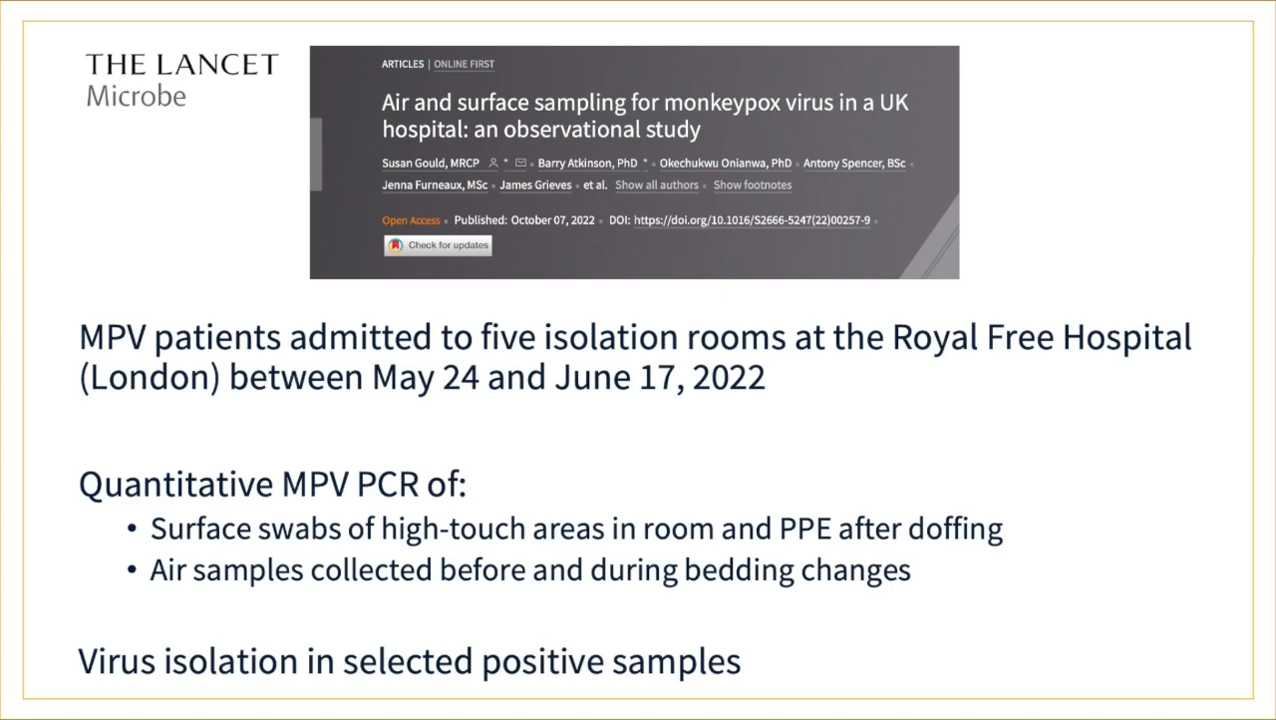 THE LANCET
Microbe
ARTICLES | ONLINE FIRST
Air and surface sampling for monkeypox virus in a UK
hospital: an observational study
Susan Gould, MRCP * • Barry Atkinson, PhD * • Okechukwu Onianwa, PhD • Antony Spencer, BSc •
Jenna Furneaux, MSc • James Grieves • et al. Show all authors • Show footnotes
Open Access • Published: October 07, 2022 • DOI: https://doi.org/10.1016/S2666-5247(22)00257-9 •
Check for updates
MPV patients admitted to five isolation rooms at the Royal Free Hospital
(London) between May 24 and June 17, 2022
Quantitative MPV PCR of:
• Surface swabs of high-touch areas in room and PPE after doffing
• Air samples collected before and during bedding changes
Virus isolation in selected positive samples